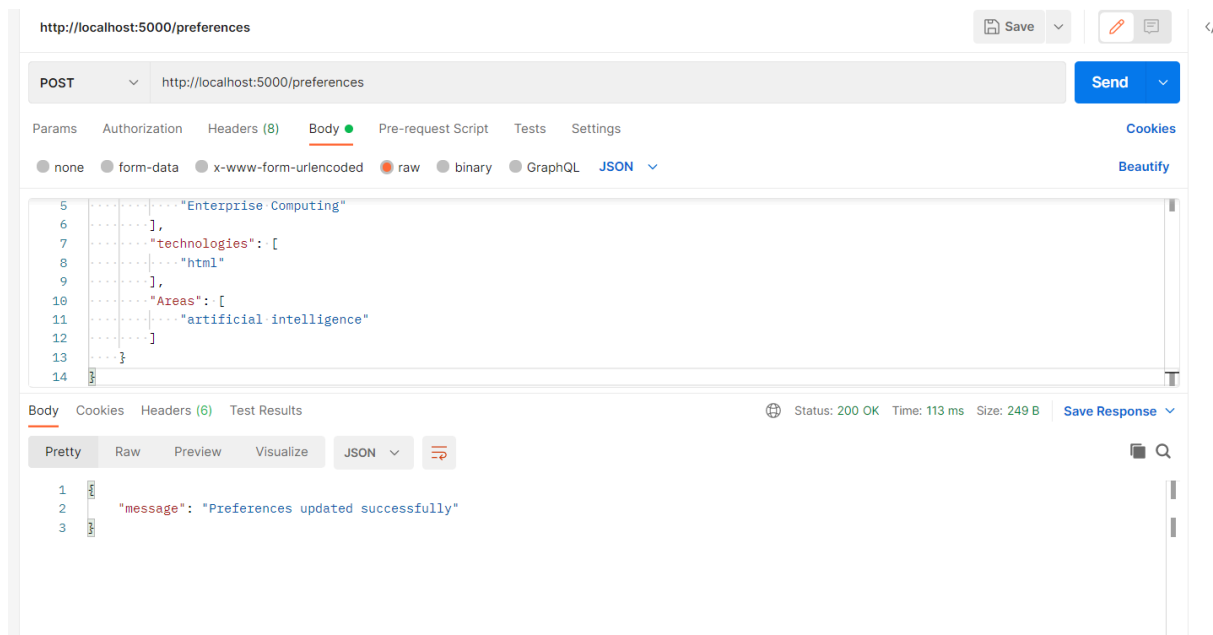 http://localhost:5000/preferences
Save
POST
http://localhost:5000/preferences
Send
Params Authorization Headers (8) Body Pre-request Script Tests Settings Cookies
none form-data x-www-form-urlencoded raw binary GraphQL JSON Beautify
5 "Enterprise Computing"
6 ],
7 "technologies": [
8 "html"
9 ],
10 "Areas": [
11 "artificial intelligence"
12 ]
13 }
14 }
Body Cookies Headers (6) Test Results Status: 200 OK Time: 113 ms Size: 249 B Save Response
Pretty Raw Preview Visualize JSON
1 {
2 "message": "Preferences updated successfully"
3 }